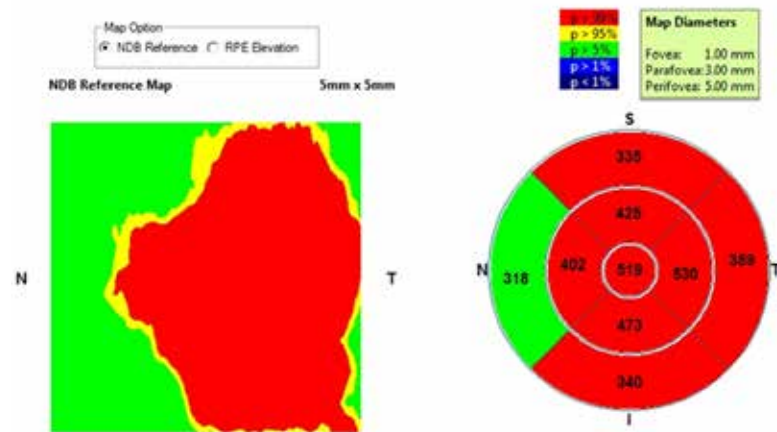 Map Option
NDB Reference
RPE Elevation
NDB Reference Map
5mm x 5mm
N
T
p > 99%
p > 95%
p > 5%
p > 1%
p < 1%
Map Diameters
Fovea: 1.00 mm
Parafovea: 3.00 mm
Perifovea: 5.00 mm
S
335
425
N
318
402
519
530
389
T
473
340
I